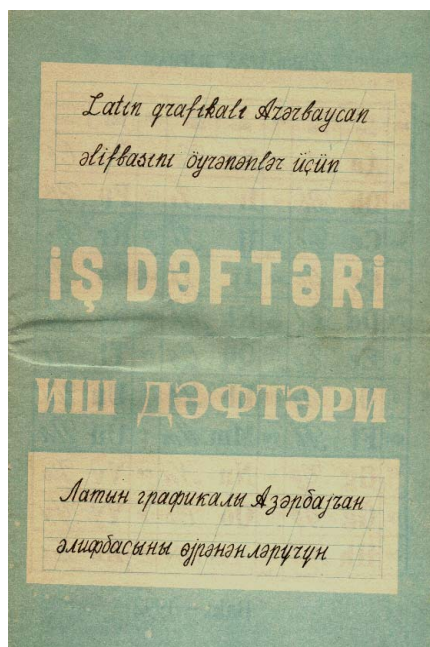 Latın qrafikalı Azərbaycan
əlifbasını öyrənənlər üçün
İŞ DƏFTƏRİ
ИШ ДӘФТӘРИ
Латын графикалы Азәрбајҹан
әлифбасыны өјрәнәнләр үчүн